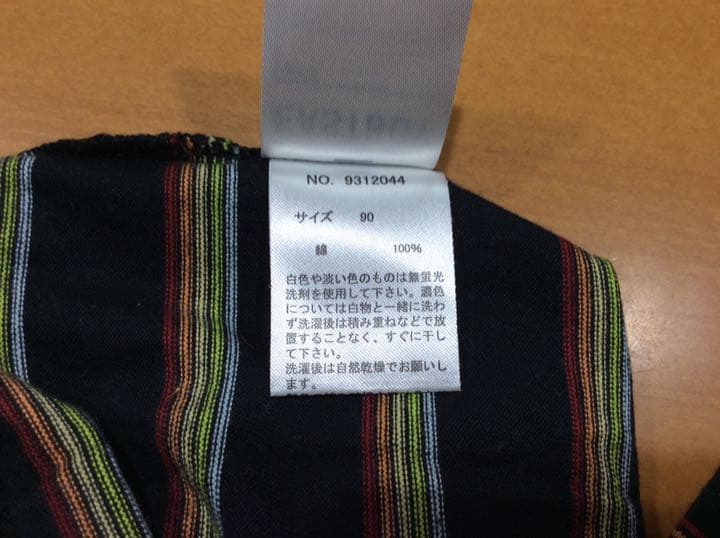 NO. 9312044
サイズ 90
綿 100%
白色や淡い色のものは無蛍光
洗剤を使用して下さい。濃色
については白物と一緒に洗わ
ず洗濯後は積み重ねなどで放
置することなく、すぐに干し
て下さい。
洗濯後は自然乾燥でお願いし
ます。